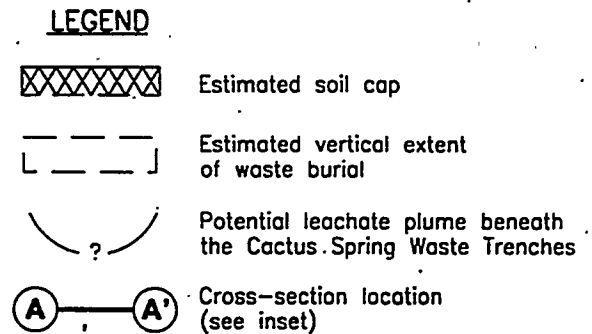 LEGEND
Estimated soil cap
Estimated vertical extent
of waste burial
Potential leachate plume beneath
?
the Cactus Spring Waste Trenches
A A' Cross-section location
(see inset)